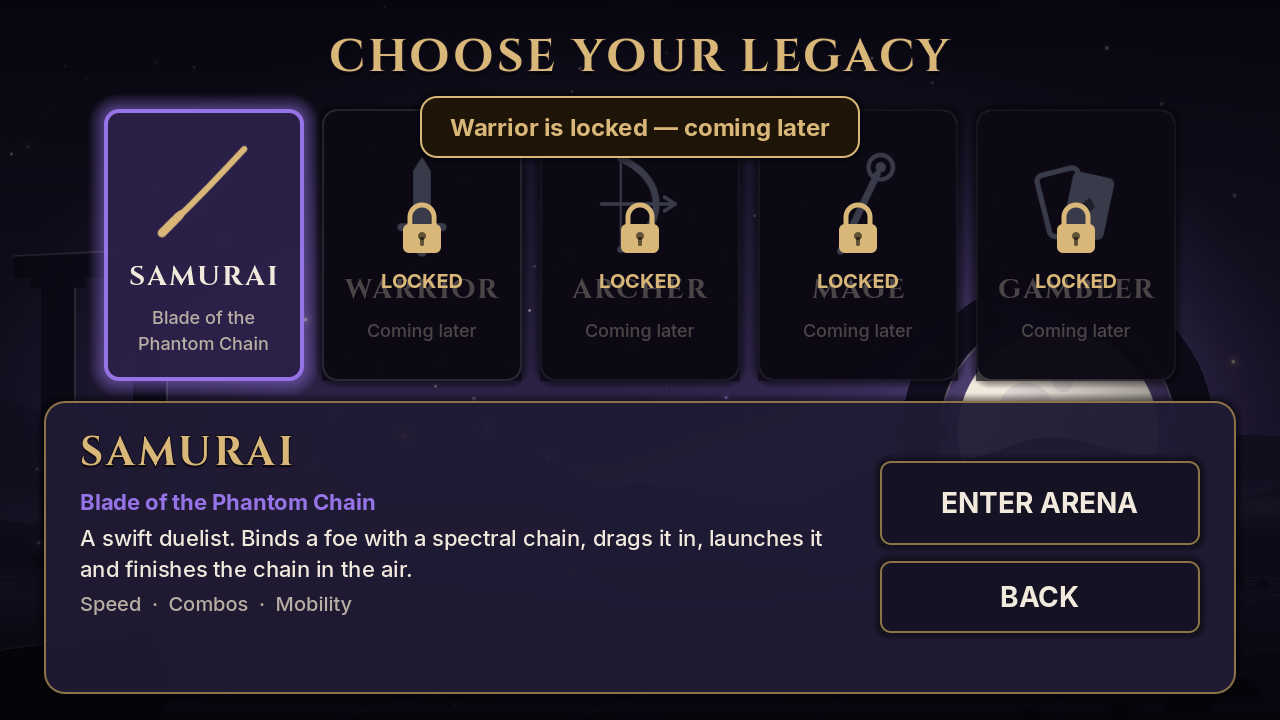 CHOOSE YOUR LEGACY
Warrior is locked — coming later
SAMURAI
Blade of the
Phantom Chain
LOCKED
WARRIOR
Coming later
LOCKED
ARCHER
Coming later
LOCKED
MAGE
Coming later
LOCKED
GAMBLER
Coming later
SAMURAI
Blade of the Phantom Chain
A swift duelist. Binds a foe with a spectral chain, drags it in, launches it
and finishes the chain in the air.
Speed · Combos · Mobility
ENTER ARENA
BACK